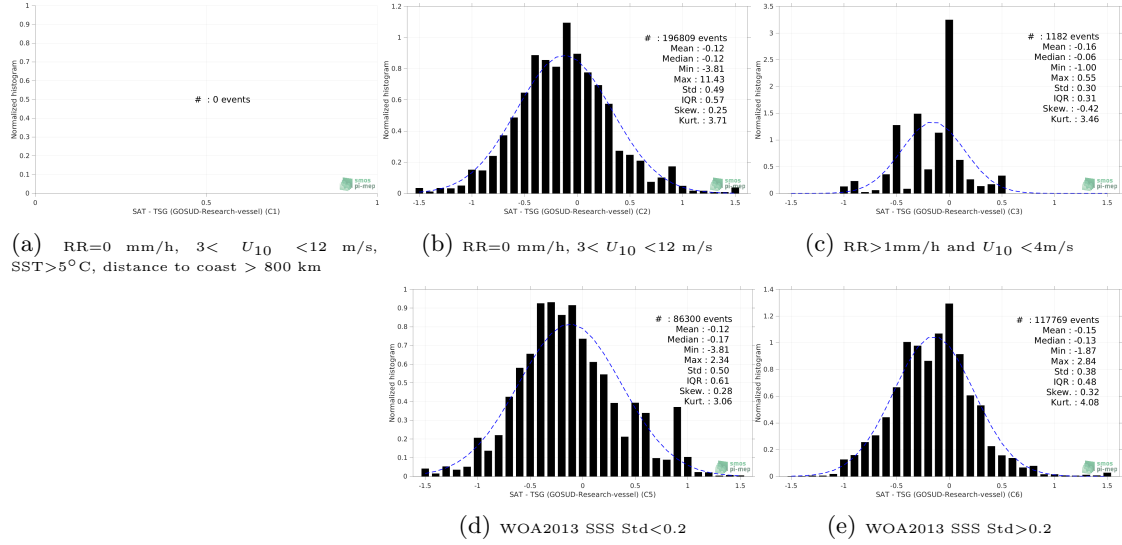 1
0.9
0.8
0.7
0.6
0.5
0.4
0.3
0.2
0.1
0
Normalized histogram
# : 0 events
smos
pi-mep
0 0.5 1
SAT - TSG (GOSUD-Research-vessel) (C1)
(a) RR=0 mm/h, 3< U10 <12 m/s,
SST>5°C, distance to coast > 800 km
1.2
1
0.8
0.6
0.4
0.2
0
Normalized histogram
# : 196809 events
Mean : -0.12
Median : -0.12
Min : -3.81
Max : 11.43
Std : 0.49
IQR : 0.57
Skew. : 0.25
Kurt. : 3.71
smos
pi-mep
-1.5 -1 -0.5 0 0.5 1 1.5
SAT - TSG (GOSUD-Research-vessel) (C2)
(b) RR=0 mm/h, 3< U10 <12 m/s
3.5
3
2.5
2
1.5
1
0.5
0
Normalized histogram
# : 1182 events
Mean : -0.16
Median : -0.06
Min : -1.00
Max : 0.55
Std : 0.30
IQR : 0.31
Skew. : -0.42
Kurt. : 3.46
smos
pi-mep
-1.5 -1 -0.5 0 0.5 1 1.5
SAT - TSG (GOSUD-Research-vessel) (C3)
(c) RR>1mm/h and U10 <4m/s
1
0.9
0.8
0.7
0.6
0.5
0.4
0.3
0.2
0.1
0
Normalized histogram
# : 86300 events
Mean : -0.12
Median : -0.17
Min : -3.81
Max : 2.34
Std : 0.50
IQR : 0.61
Skew. : 0.28
Kurt. : 3.06
smos
pi-mep
-1.5 -1 -0.5 0 0.5 1 1.5
SAT - TSG (GOSUD-Research-vessel) (C5)
(d) WOA2013 SSS Std<0.2
1.4
1.2
1
0.8
0.6
0.4
0.2
0
Normalized histogram
# : 117769 events
Mean : -0.15
Median : -0.13
Min : -1.87
Max : 2.84
Std : 0.38
IQR : 0.48
Skew. : 0.32
Kurt. : 4.08
smos
pi-mep
-1.5 -1 -0.5 0 0.5 1 1.5
SAT - TSG (GOSUD-Research-vessel) (C6)
(e) WOA2013 SSS Std>0.2